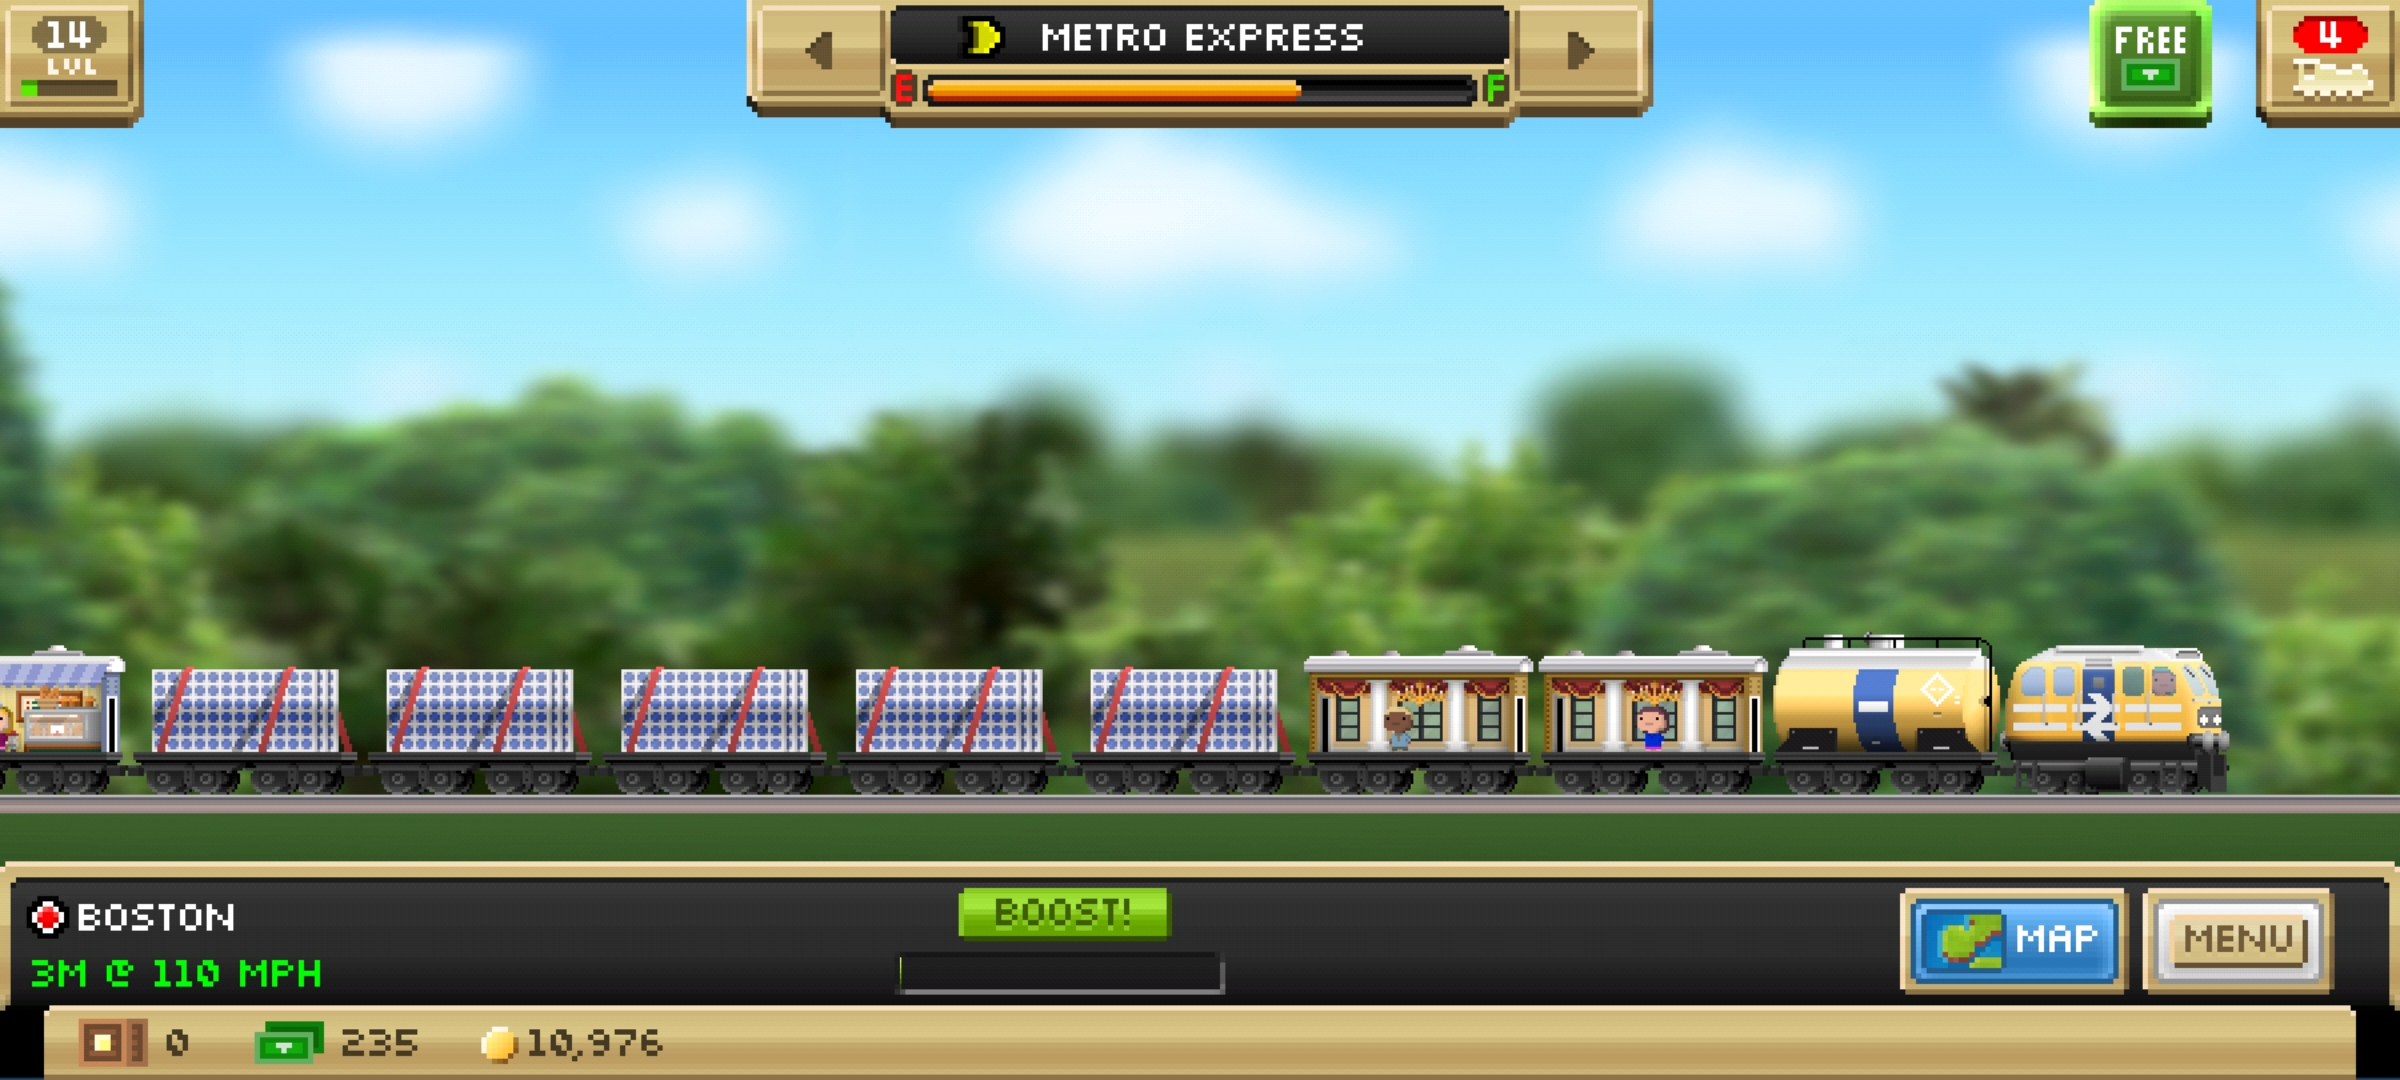 14
LVL
METRO EXPRESS
E F
FREE
4
BOSTON
3M @ 110 MPH
BOOST!
MAP
MENU
0
235
10,976